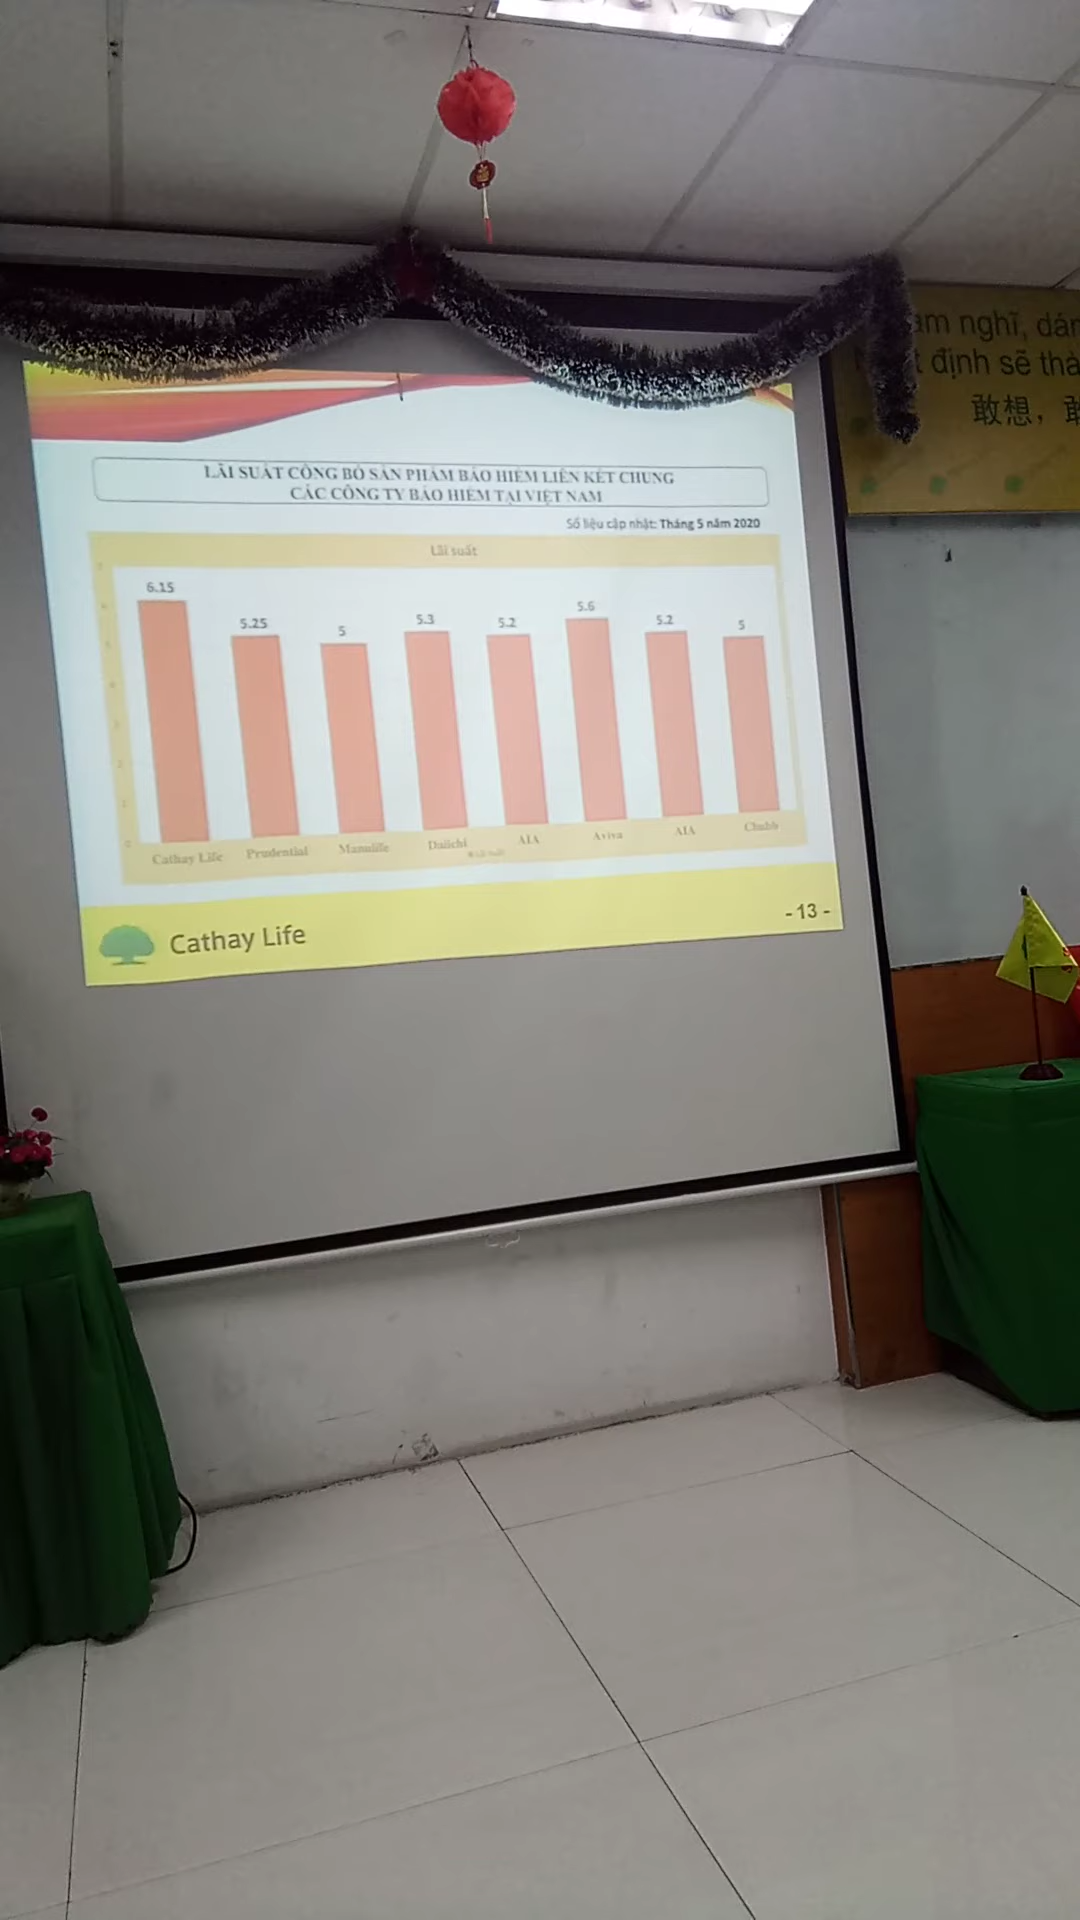 am nghĩ, dám
t định sẽ thà
敢想，敢
LÃI SUẤT CÔNG BỐ SẢN PHẨM BẢO HIỂM LIÊN KẾT CHUNG
CÁC CÔNG TY BẢO HIỂM TẠI VIỆT NAM
Số liệu cập nhật: Tháng 5 năm 2020
Lãi suất
6.15
5.25
5
5.3
5.2
5.6
5.2
5
Cathay Life
Prudential
Manulife
Daiichi
AIA
Aviva
AIA
Chubb
Cathay Life
- 13 -